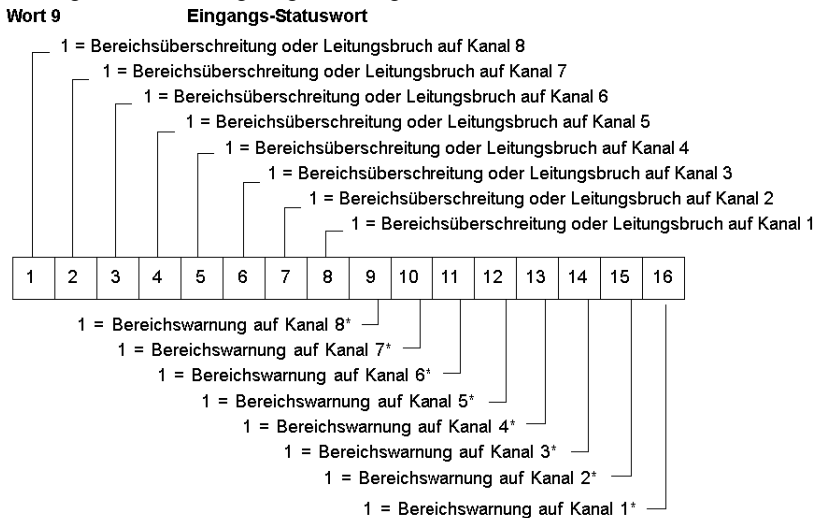 Wort 9 Eingangs-Statuswort
1 = Bereichsüberschreitung oder Leitungsbruch auf Kanal 8
1 = Bereichsüberschreitung oder Leitungsbruch auf Kanal 7
1 = Bereichsüberschreitung oder Leitungsbruch auf Kanal 6
1 = Bereichsüberschreitung oder Leitungsbruch auf Kanal 5
1 = Bereichsüberschreitung oder Leitungsbruch auf Kanal 4
1 = Bereichsüberschreitung oder Leitungsbruch auf Kanal 3
1 = Bereichsüberschreitung oder Leitungsbruch auf Kanal 2
1 = Bereichsüberschreitung oder Leitungsbruch auf Kanal 1
1 2 3 4 5 6 7 8 9 10 11 12 13 14 15 16
1 = Bereichswarnung auf Kanal 8*
1 = Bereichswarnung auf Kanal 7*
1 = Bereichswarnung auf Kanal 6*
1 = Bereichswarnung auf Kanal 5*
1 = Bereichswarnung auf Kanal 4*
1 = Bereichswarnung auf Kanal 3*
1 = Bereichswarnung auf Kanal 2*
1 = Bereichswarnung auf Kanal 1*